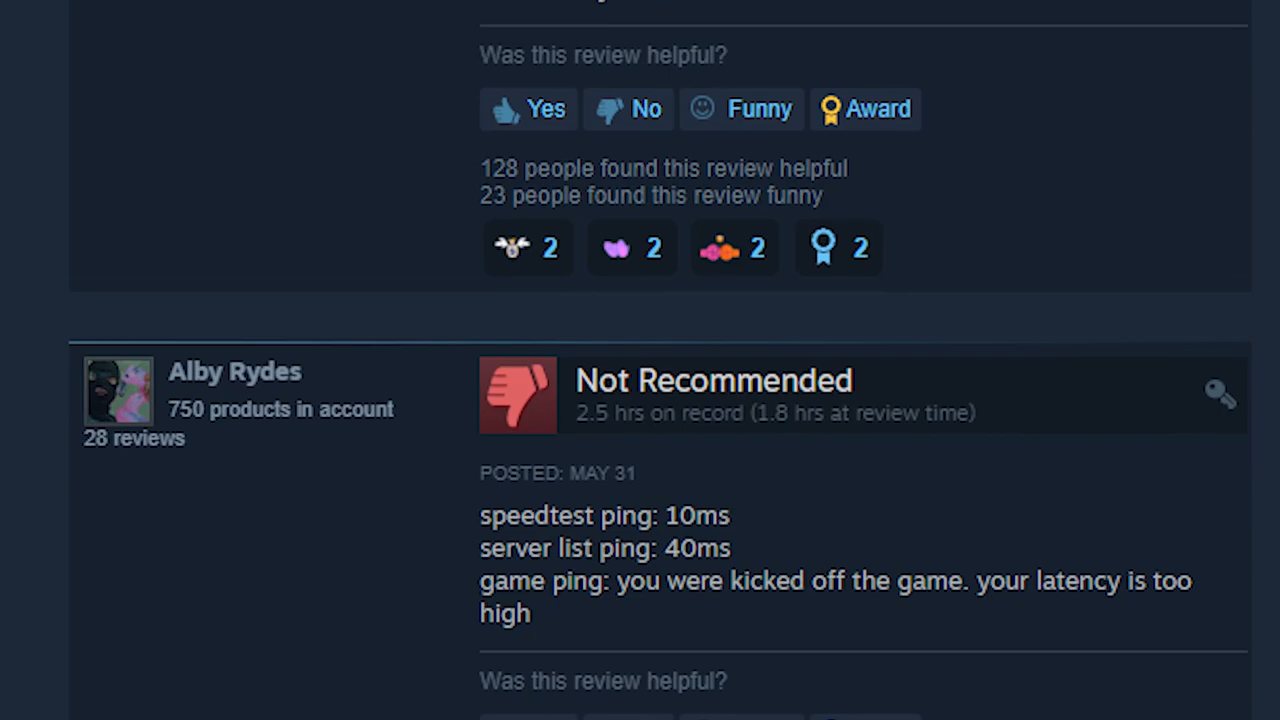 Was this review helpful?
Yes No Funny Award
128 people found this review helpful
23 people found this review funny
2 2 2 2
Alby Rydes
750 products in account
28 reviews
Not Recommended
2.5 hrs on record (1.8 hrs at review time)
POSTED: MAY 31
speedtest ping: 10ms
server list ping: 40ms
game ping: you were kicked off the game. your latency is too
high
Was this review helpful?